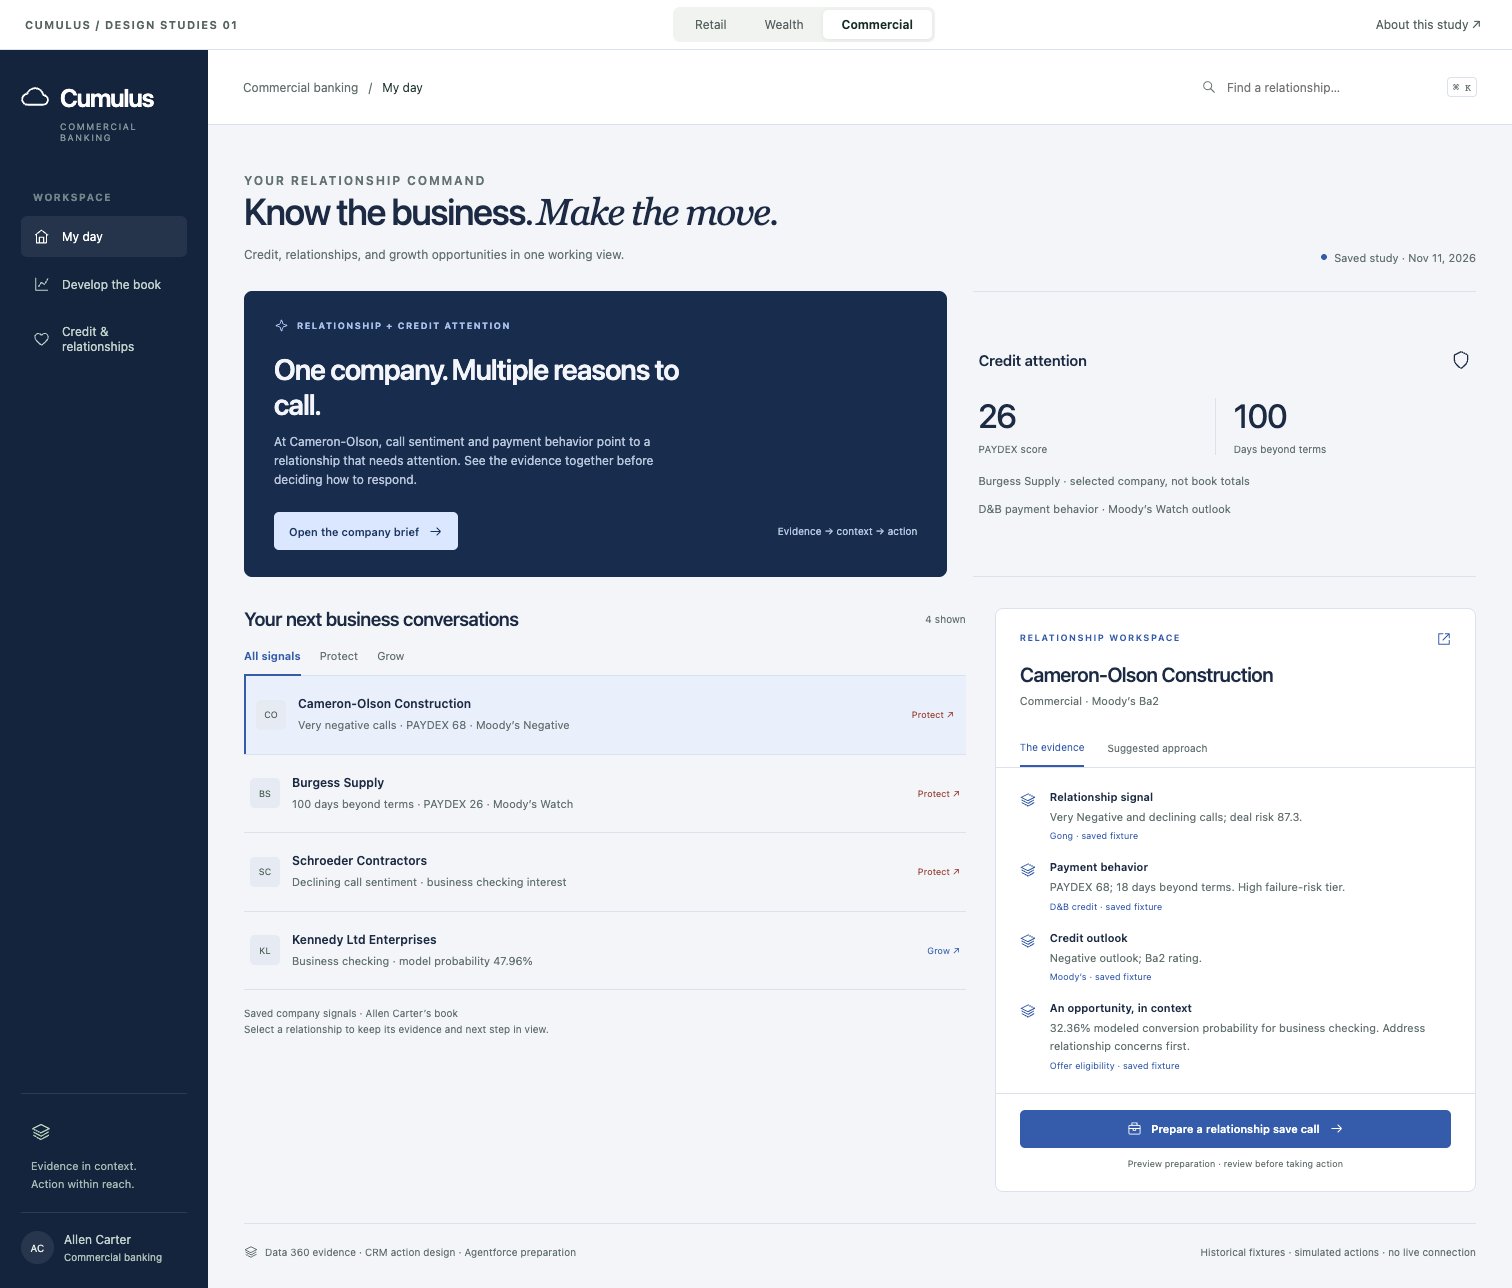 CUMULUS / DESIGN STUDIES 01
Retail
Wealth
Commercial
About this study ↗
Cumulus
COMMERCIAL
BANKING
WORKSPACE
My day
Develop the book
Credit &
relationships
Evidence in context.
Action within reach.
AC
Allen Carter
Commercial banking
Commercial banking / My day
Find a relationship...
⌘ K
YOUR RELATIONSHIP COMMAND
Know the business. Make the move.
Credit, relationships, and growth opportunities in one working view.
Saved study · Nov 11, 2026
RELATIONSHIP + CREDIT ATTENTION
One company. Multiple reasons to
call.
At Cameron-Olson, call sentiment and payment behavior point to a
relationship that needs attention. See the evidence together before
deciding how to respond.
Open the company brief →
Evidence → context → action
Credit attention
26
PAYDEX score
100
Days beyond terms
Burgess Supply · selected company, not book totals
D&B payment behavior · Moody's Watch outlook
Your next business conversations
4 shown
All signals
Protect
Grow
CO
Cameron-Olson Construction
Very negative calls · PAYDEX 68 · Moody's Negative
Protect ↗
BS
Burgess Supply
100 days beyond terms · PAYDEX 26 · Moody's Watch
Protect ↗
SC
Schroeder Contractors
Declining call sentiment · business checking interest
Protect ↗
KL
Kennedy Ltd Enterprises
Business checking · model probability 47.96%
Grow ↗
Saved company signals · Allen Carter's book
Select a relationship to keep its evidence and next step in view.
RELATIONSHIP WORKSPACE
Cameron-Olson Construction
Commercial · Moody's Ba2
The evidence
Suggested approach
Relationship signal
Very Negative and declining calls; deal risk 87.3.
Gong · saved fixture
Payment behavior
PAYDEX 68; 18 days beyond terms. High failure-risk tier.
D&B credit · saved fixture
Credit outlook
Negative outlook; Ba2 rating.
Moody's · saved fixture
An opportunity, in context
32.36% modeled conversion probability for business checking. Address
relationship concerns first.
Offer eligibility · saved fixture
Prepare a relationship save call →
Preview preparation · review before taking action
Data 360 evidence · CRM action design · Agentforce preparation
Historical fixtures · simulated actions · no live connection